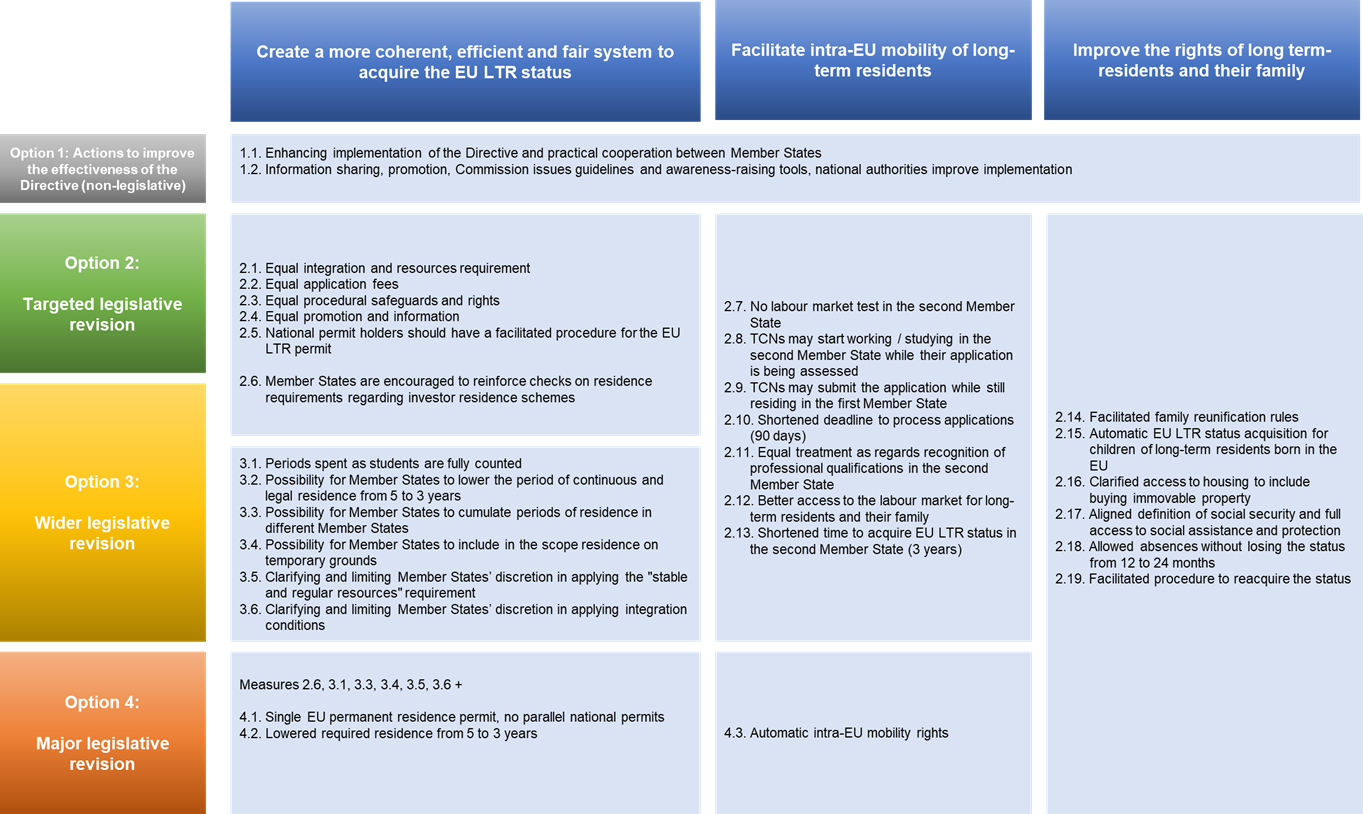 Create a more coherent, efficient and fair system to
acquire the EU LTR status
Facilitate intra-EU mobility of long-
term residents
Improve the rights of long term-
residents and their family
Option 1: Actions to improve
the effectiveness of the
Directive (non-legislative)
1.1. Enhancing implementation of the Directive and practical cooperation between Member States
1.2. Information sharing, promotion, Commission issues guidelines and awareness-raising tools, national authorities improve implementation
Option 2:
Targeted legislative
revision
2.1. Equal integration and resources requirement
2.2. Equal application fees
2.3. Equal procedural safeguards and rights
2.4. Equal promotion and information
2.5. National permit holders should have a facilitated procedure for the EU
LTR permit
2.6. Member States are encouraged to reinforce checks on residence
requirements regarding investor residence schemes
2.7. No labour market test in the second Member
State
2.8. TCNs may start working / studying in the
second Member State while their application
is being assessed
2.9. TCNs may submit the application while still
residing in the first Member State
2.10. Shortened deadline to process applications
(90 days)
2.11. Equal treatment as regards recognition of
professional qualifications in the second
Member State
2.12. Better access to the labour market for long-
term residents and their family
2.13. Shortened time to acquire EU LTR status in
the second Member State (3 years)
2.14. Facilitated family reunification rules
2.15. Automatic EU LTR status acquisition for
children of long-term residents born in the
EU
2.16. Clarified access to housing to include
buying immovable property
2.17. Aligned definition of social security and full
access to social assistance and protection
2.18. Allowed absences without losing the status
from 12 to 24 months
2.19. Facilitated procedure to reacquire the status
Option 3:
Wider legislative
revision
3.1. Periods spent as students are fully counted
3.2. Possibility for Member States to lower the period of continuous and
legal residence from 5 to 3 years
3.3. Possibility for Member States to cumulate periods of residence in
different Member States
3.4. Possibility for Member States to include in the scope residence on
temporary grounds
3.5. Clarifying and limiting Member States' discretion in applying the "stable
and regular resources" requirement
3.6. Clarifying and limiting Member States' discretion in applying integration
conditions
Option 4:
Major legislative
revision
Measures 2.6, 3.1, 3.3, 3.4, 3.5, 3.6 +
4.1. Single EU permanent residence permit, no parallel national permits
4.2. Lowered required residence from 5 to 3 years
4.3. Automatic intra-EU mobility rights